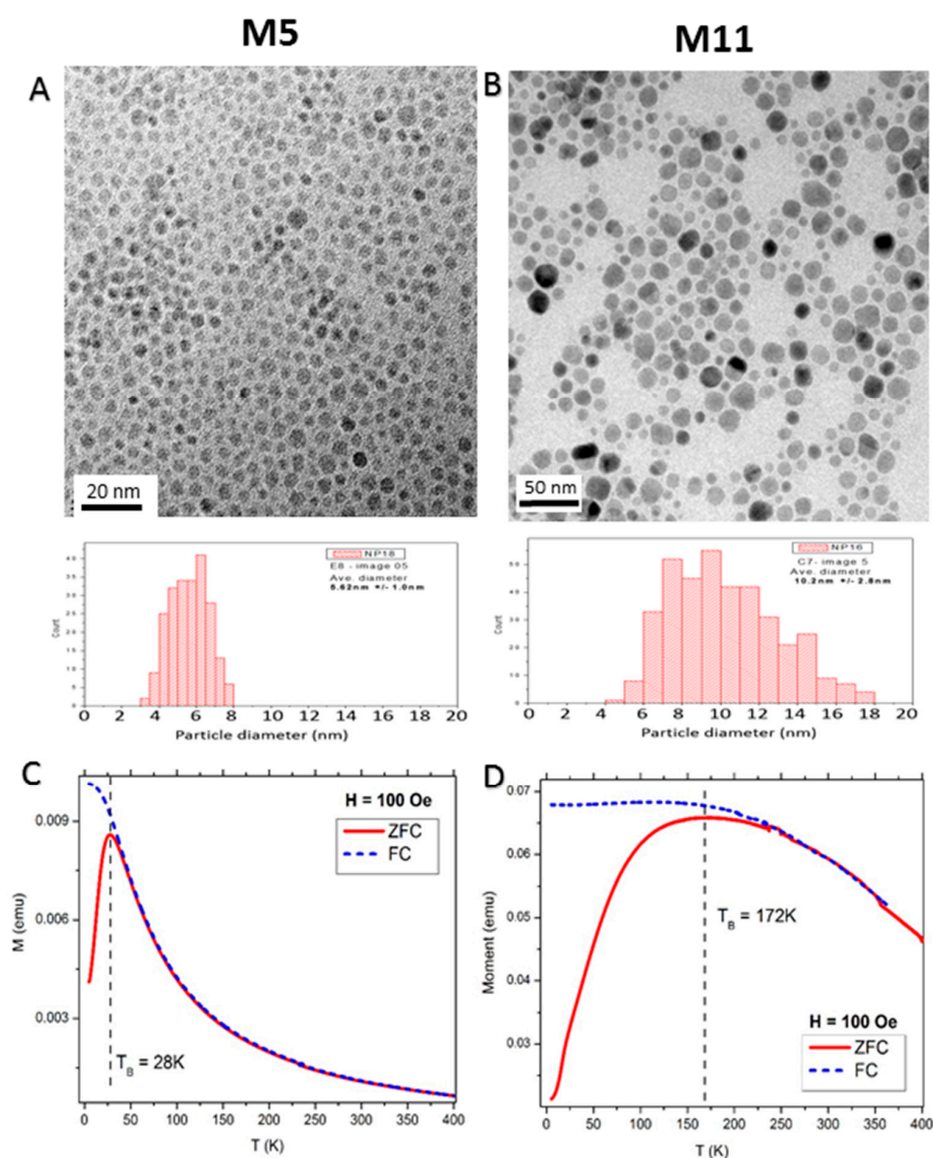 M5
M11
A
B
20 nm
50 nm
NP18
E8 - image 05
Ave. diameter
5.62nm +/- 1.0nm
Count
0 2 4 6 8 10 12 14 16 18 20
Particle diameter (nm)
NP16
C7- image 5
Ave. diameter
10.2nm +/- 2.8nm
Count
0 2 4 6 8 10 12 14 16 18 20
Particle diameter (nm)
C
H = 100 Oe
ZFC
FC
0.009
0.006
0.003
M (emu)
T_B = 28K
0 50 100 150 200 250 300 350 400
T (K)
D
0.07
0.06
0.05
0.04
0.03
Moment (emu)
T_B = 172K
H = 100 Oe
ZFC
FC
0 50 100 150 200 250 300 350 400
T (K)